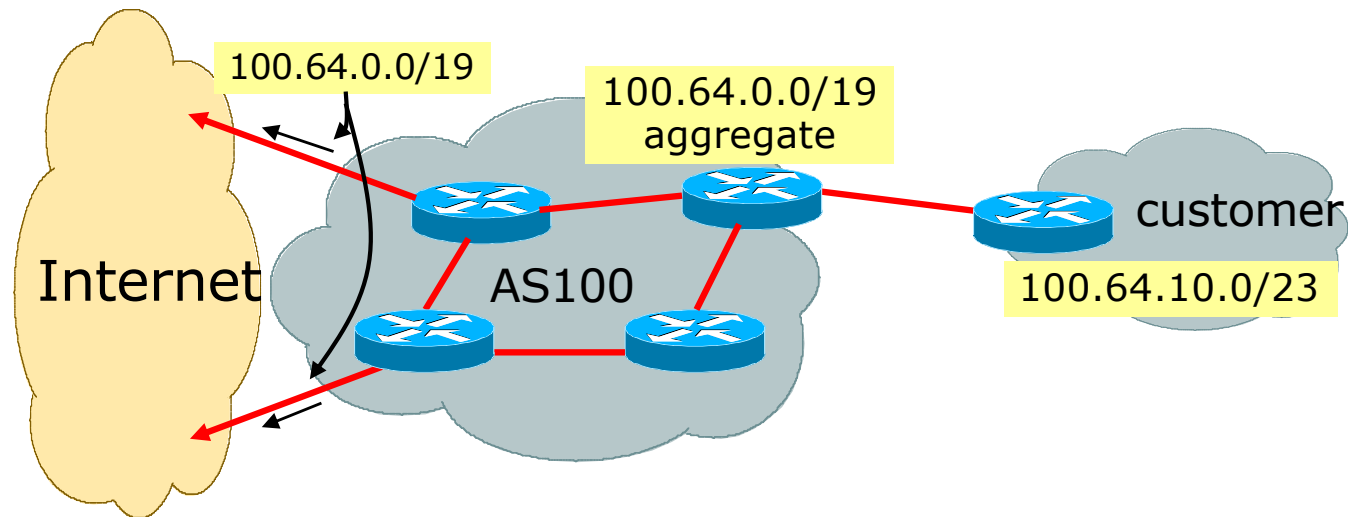 100.64.0.0/19
100.64.0.0/19
aggregate
customer
Internet
AS100
100.64.10.0/23